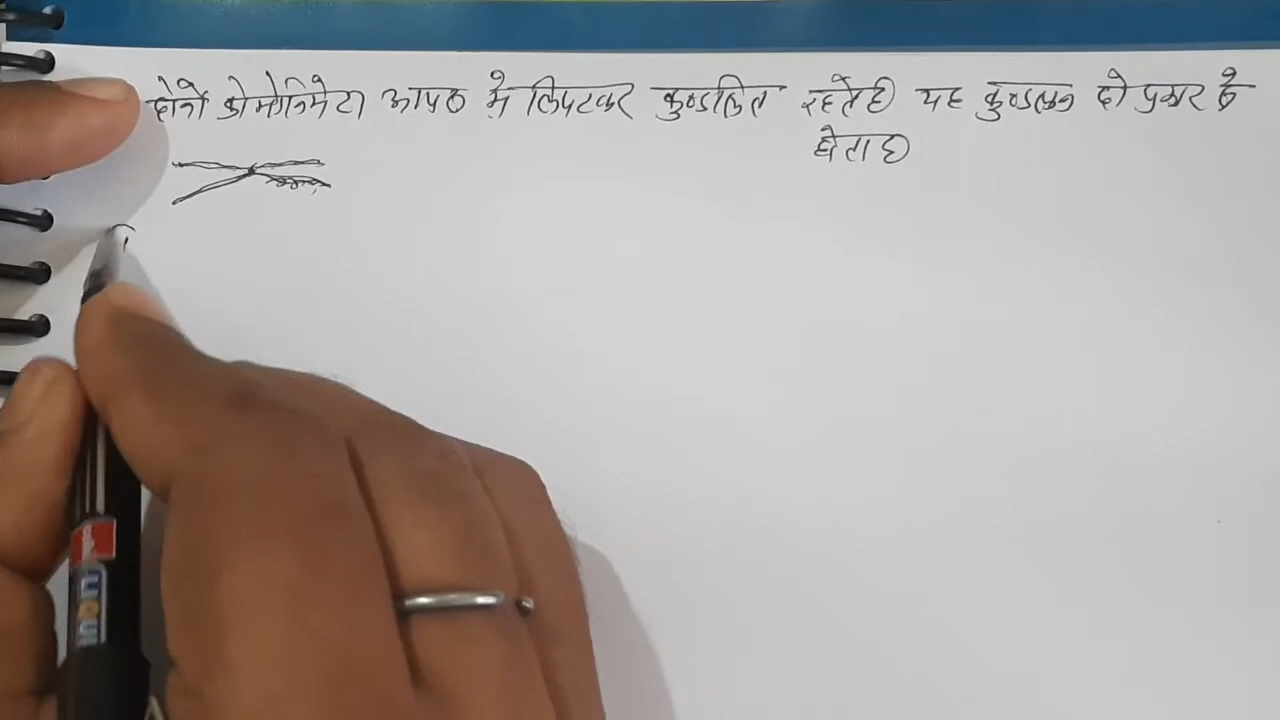 दोनो क्रोमोनिमेटा आपस मे लिपटकर कुण्डलित रहतेहै यह कुण्डलन दो प्रकार के
होता है